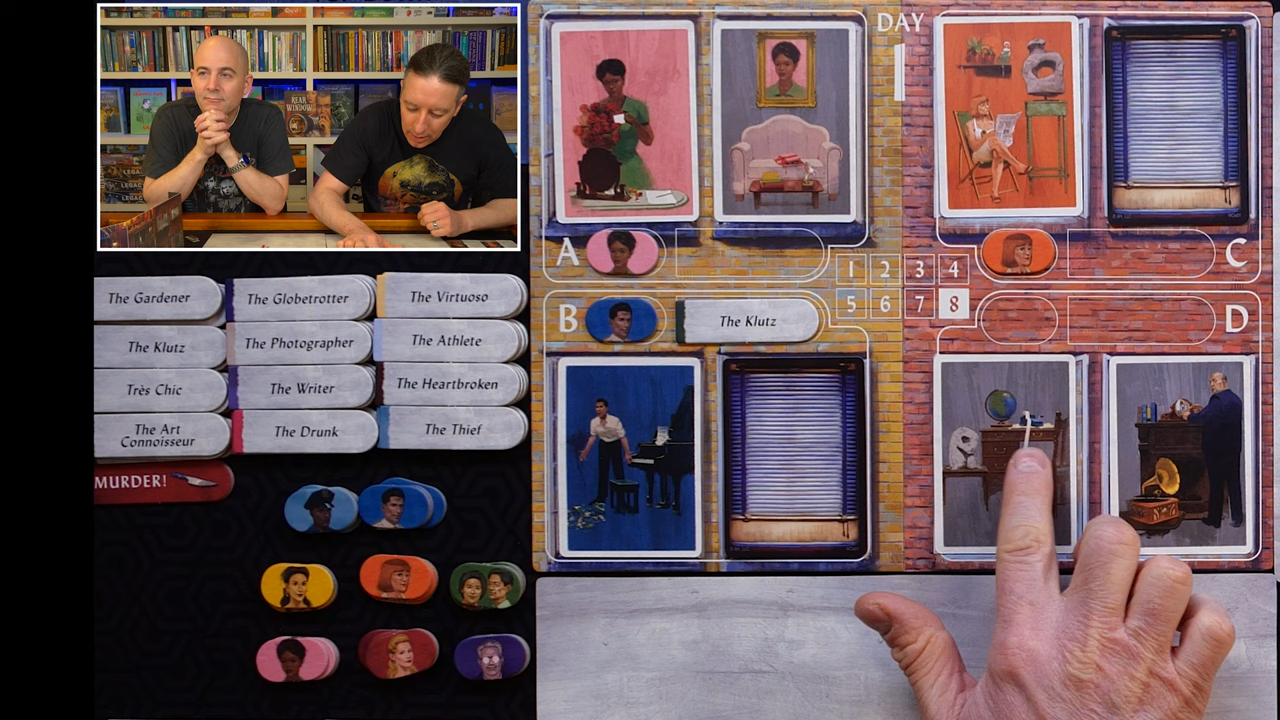 REAR
WINDOW
LEGA
LEGACY
The Gardener
The Globetrotter
The Virtuoso
The Klutz
The Photographer
The Athlete
Très Chic
The Writer
The Heartbroken
The Art
Connoisseur
The Drunk
The Thief
MURDER!
DAY
1
A
C
1 2 3 4
B
The Klutz
5 6 7 8
D